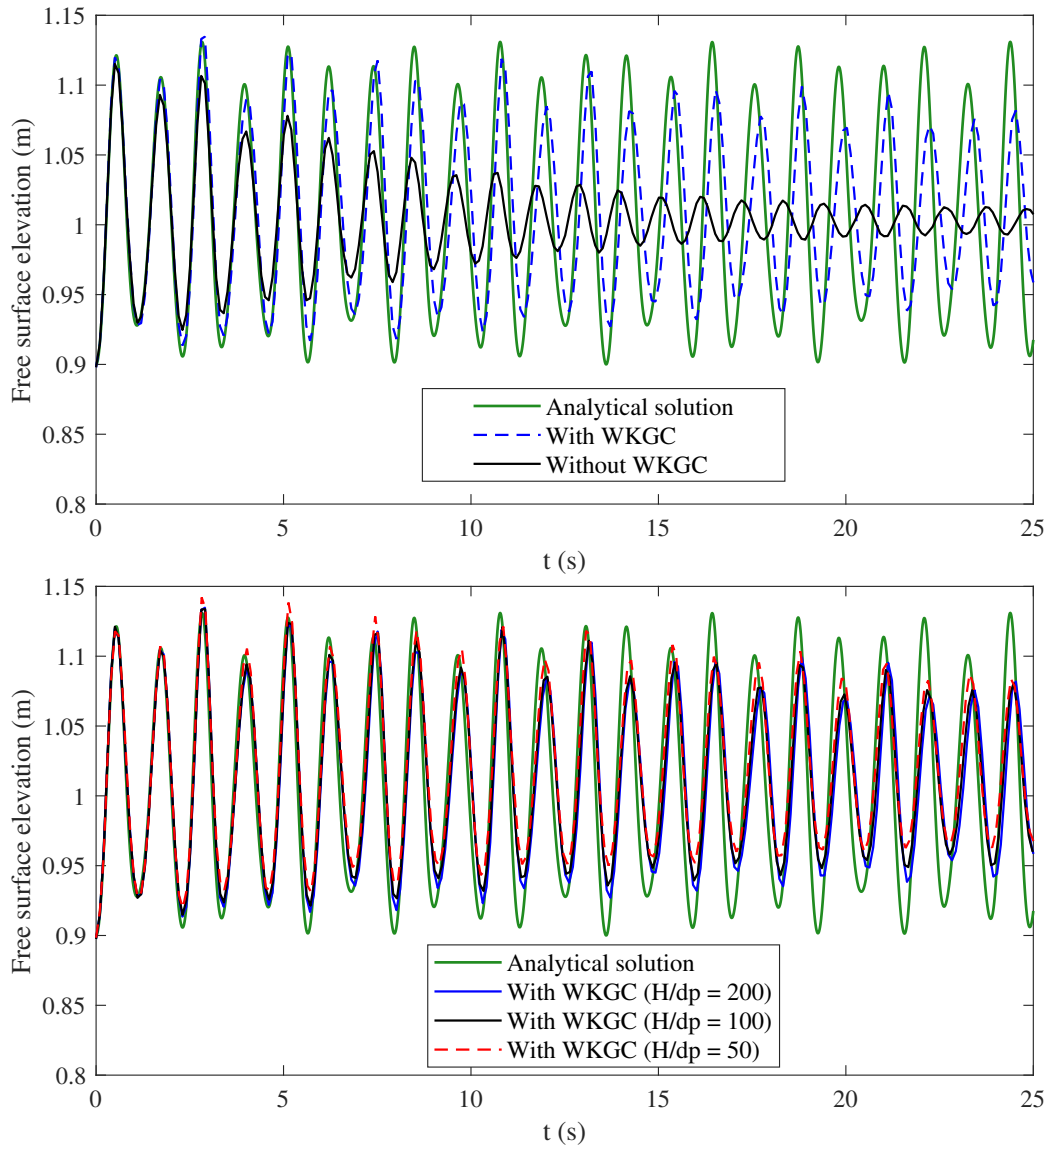 1.15
1.1
1.05
1
0.95
0.9
0.85
0.8
Free surface elevation (m)
Analytical solution
With WKGC
Without WKGC
0 5 10 15 20 25
t (s)
1.15
1.1
1.05
1
0.95
0.9
0.85
0.8
Free surface elevation (m)
Analytical solution
With WKGC (H/dp = 200)
With WKGC (H/dp = 100)
With WKGC (H/dp = 50)
0 5 10 15 20 25
t (s)